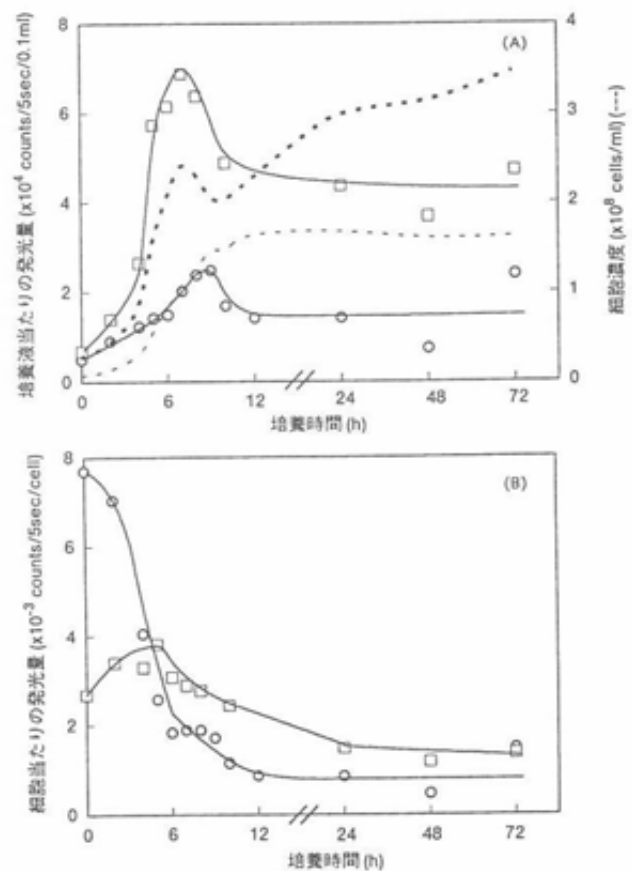 (A)
8
6
4
2
0
培養液当たりの発光量 (x10⁴ counts/5sec/0.1ml)
4
3
2
1
0
細胞濃度 (x10⁸ cells/ml) (---)
0 6 12 24 48 72
培養時間 (h)
(B)
8
6
4
2
0
細胞当たりの発光量 (x10⁻³ counts/5sec/cell)
0 6 12 24 48 72
培養時間 (h)